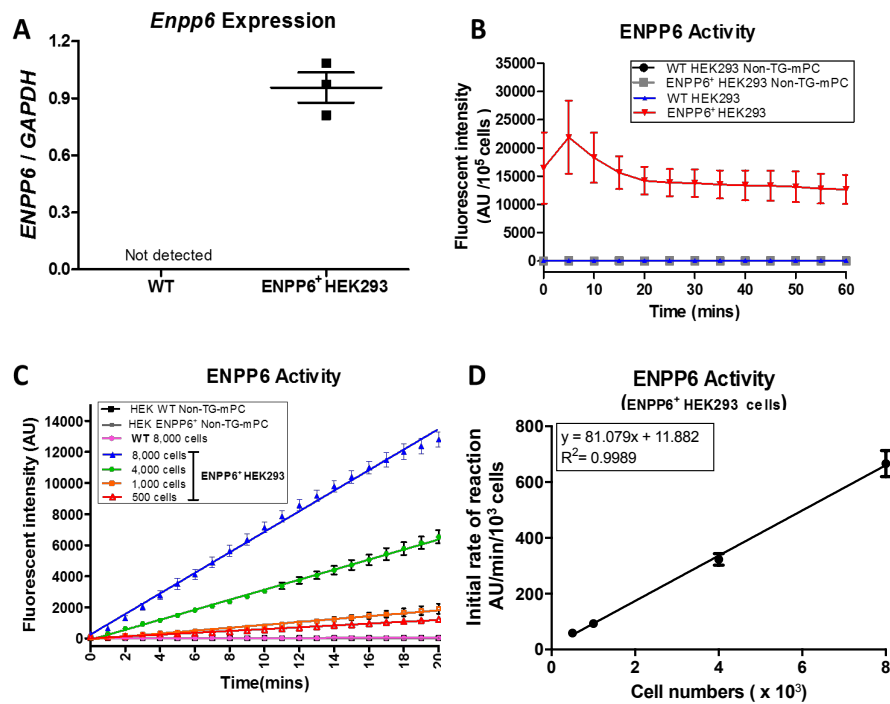 A
Enpp6 Expression
ENPP6 / GAPDH
1.2
0.9
0.6
0.3
0.0
Not detected
WT
ENPP6⁺ HEK293
B
ENPP6 Activity
Fluorescent intensity
(AU /10⁵ cells)
35000
30000
25000
20000
15000
10000
5000
0
WT HEK293 Non-TG-mPC
ENPP6⁺ HEK293 Non-TG-mPC
WT HEK293
ENPP6⁺ HEK293
0 10 20 30 40 50 60
Time (mins)
C
ENPP6 Activity
Fluorescent intensity (AU)
14000
12000
10000
8000
6000
4000
2000
0
HEK WT Non-TG-mPC
HEK ENPP6⁺ Non-TG-mPC
WT 8,000 cells
8,000 cells
4,000 cells
1,000 cells
500 cells
ENPP6⁺ HEK293
0 2 4 6 8 10 12 14 16 18 20
Time(mins)
D
ENPP6 Activity
(ENPP6⁺ HEK293 cells)
Initial rate of reaction
AU/min/10³ cells
800
600
400
200
0
y = 81.079x + 11.882
R²= 0.9989
0 2 4 6 8
Cell numbers ( x 10³)